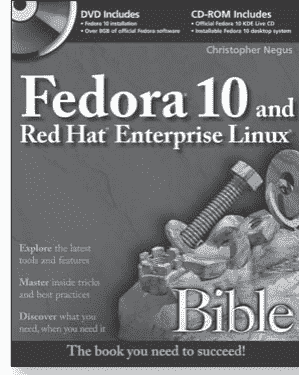 DVD Includes
• Fedora 10 installation
• Over 8GB of official Fedora software
CD-ROM Includes
• Official Fedora 10 KDE Live CD
• Installable Fedora 10 desktop system
Christopher Negus
Fedora® 10 and
Red Hat® Enterprise Linux®
Explore the latest
tools and features
Master inside tricks
and best practices
Discover what you
need, when you need it
Bible
The book you need to succeed!